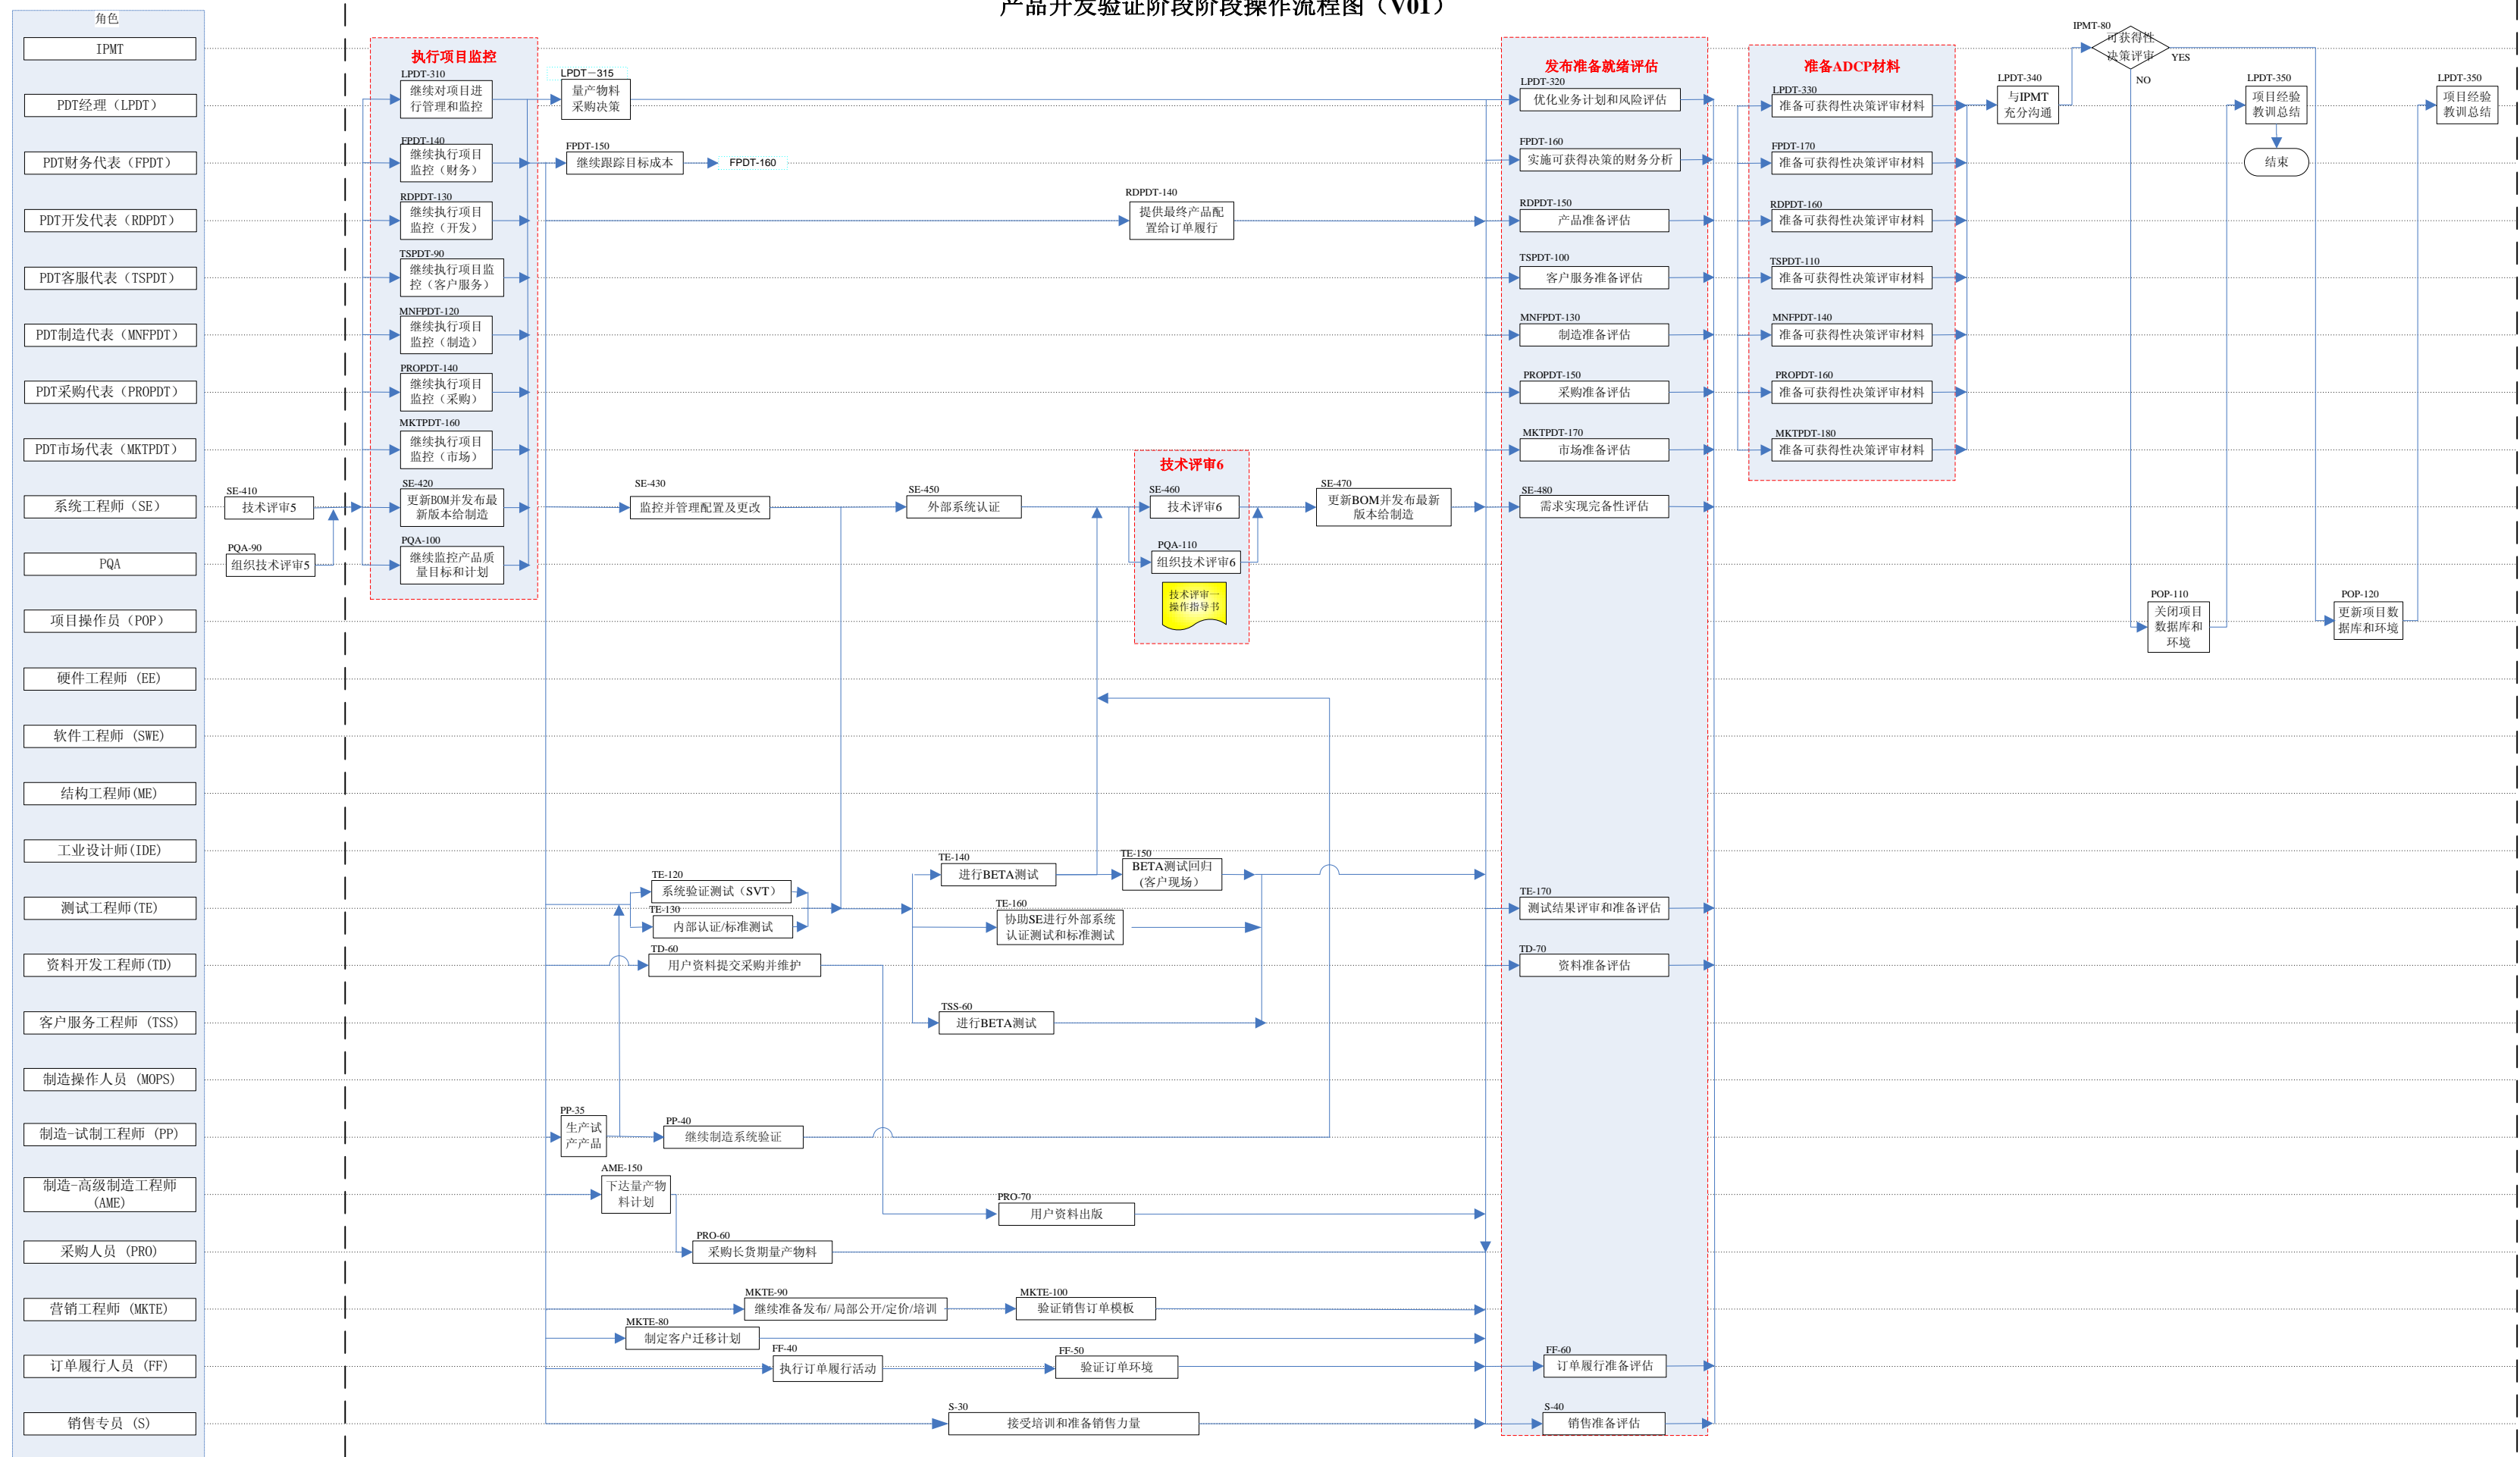 产品开发验证阶段阶段操作流程图（V01）
角色
IPMT
PDT经理（LPDT）
PDT财务代表（FPDT）
PDT开发代表（RDPDT）
PDT客服代表（TSPDT）
PDT制造代表（MNFPDT）
PDT采购代表（PROPDT）
PDT市场代表（MKTPDT）
系统工程师（SE）
PQA
项目操作员（POP）
硬件工程师 (EE)
软件工程师 (SWE)
结构工程师(ME)
工业设计师(IDE)
测试工程师(TE)
资料开发工程师(TD)
客户服务工程师 (TSS)
制造操作人员 (MOPS)
制造-试制工程师 (PP)
制造-高级制造工程师
(AME)
采购人员 (PRO)
营销工程师 (MKTE)
订单履行人员 (FF)
销售专员 (S)
SE-410
技术评审5
PQA-90
组织技术评审5
执行项目监控
LPDT-310
继续对项目进
行管理和监控
FPDT-140
继续执行项目
监控（财务）
RDPDT-130
继续执行项目
监控（开发）
TSPDT-90
继续执行项目监
控（客户服务）
MNFPDT-120
继续执行项目
监控（制造）
PROPDT-140
继续执行项目
监控（采购）
MKTPDT-160
继续执行项目
监控（市场）
SE-420
更新BOM并发布最
新版本给制造
PQA-100
继续监控产品质
量目标和计划
LPDT－315
量产物料
采购决策
FPDT-150
继续跟踪目标成本
FPDT-160
RDPDT-140
提供最终产品配
置给订单履行
SE-430
监控并管理配置及更改
SE-450
外部系统认证
技术评审6
SE-460
技术评审6
PQA-110
组织技术评审6
技术评审一
操作指导书
SE-470
更新BOM并发布最新
版本给制造
TE-120
系统验证测试（SVT）
TE-130
内部认证/标准测试
TE-140
进行BETA测试
TE-150
BETA测试回归
(客户现场）
TE-160
协助SE进行外部系统
认证测试和标准测试
TD-60
用户资料提交采购并维护
TSS-60
进行BETA测试
PP-35
生产试
产产品
PP-40
继续制造系统验证
AME-150
下达量产物
料计划
PRO-70
用户资料出版
PRO-60
采购长货期量产物料
MKTE-90
继续准备发布/ 局部公开/定价/培训
MKTE-100
验证销售订单模板
MKTE-80
制定客户迁移计划
FF-40
执行订单履行活动
FF-50
验证订单环境
S-30
接受培训和准备销售力量
发布准备就绪评估
LPDT-320
优化业务计划和风险评估
FPDT-160
实施可获得决策的财务分析
RDPDT-150
产品准备评估
TSPDT-100
客户服务准备评估
MNFPDT-130
制造准备评估
PROPDT-150
采购准备评估
MKTPDT-170
市场准备评估
SE-480
需求实现完备性评估
TE-170
测试结果评审和准备评估
TD-70
资料准备评估
FF-60
订单履行准备评估
S-40
销售准备评估
准备ADCP材料
LPDT-330
准备可获得性决策评审材料
FPDT-170
准备可获得性决策评审材料
RDPDT-160
准备可获得性决策评审材料
TSPDT-110
准备可获得性决策评审材料
MNFPDT-140
准备可获得性决策评审材料
PROPDT-160
准备可获得性决策评审材料
MKTPDT-180
准备可获得性决策评审材料
LPDT-340
与IPMT
充分沟通
IPMT-80
可获得性
决策评审
YES
NO
POP-110
关闭项目
数据库和
环境
LPDT-350
项目经验
教训总结
结束
POP-120
更新项目数
据库和环境
LPDT-350
项目经验
教训总结